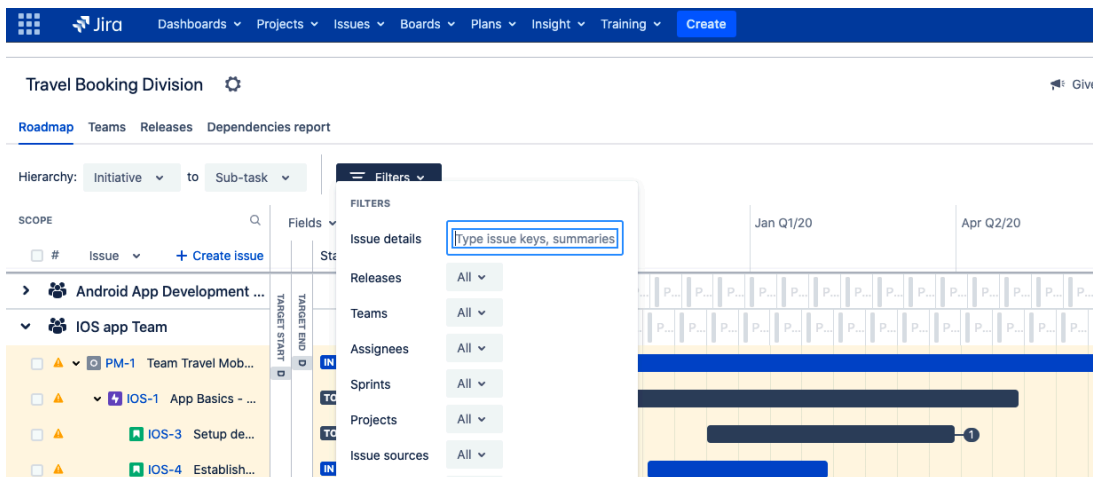 Jira Dashboards Projects Issues Boards Plans Insight Training Create
Travel Booking Division
Give
Roadmap Teams Releases Dependencies report
Hierarchy: Initiative to Sub-task Filters
FILTERS
SCOPE Fields Jan Q1/20 Apr Q2/20
Issue details Type issue keys, summaries
# Issue + Create issue Sta
Releases All
Android App Development ... P... P... P... P... P... P... P... P... P... P... P... P... P...
TARGET START D
TARGET END D
Teams All
IOS app Team P... P... P... P... P... P... P... P... P... P... P... P... P...
Assignees All
PM-1 Team Travel Mob... IN
Sprints All
IOS-1 App Basics - ... TO
Projects All
IOS-3 Setup de... TO 1
Issue sources All
IOS-4 Establish... IN